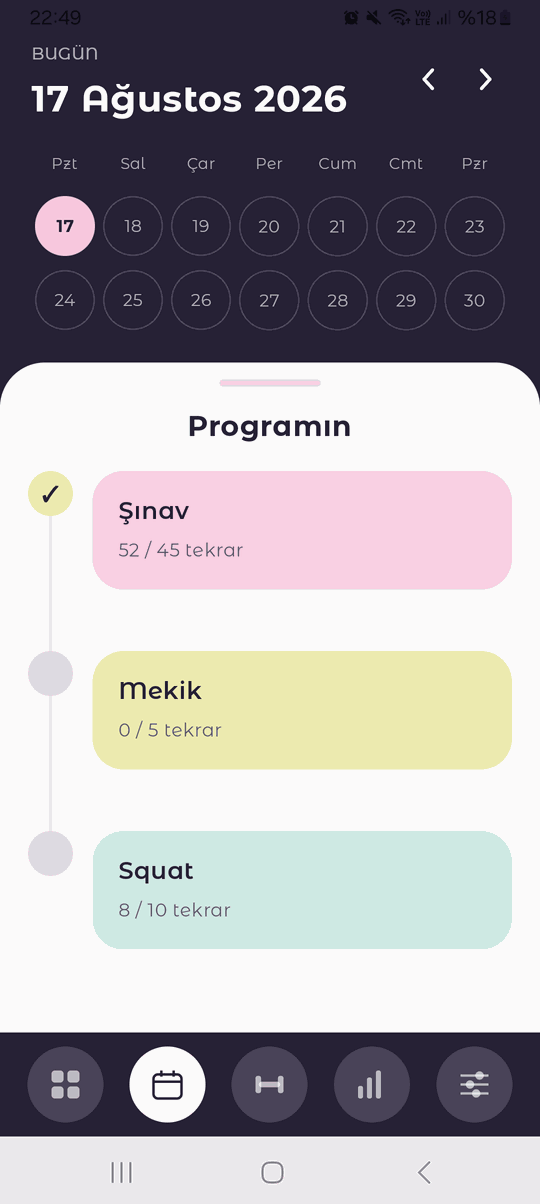 22:49
VoJ LTE %18
BUGÜN
17 Ağustos 2026
Pzt Sal Çar Per Cum Cmt Pzr
17 18 19 20 21 22 23
24 25 26 27 28 29 30
Programın
✓ Şınav
52 / 45 tekrar
Mekik
0 / 5 tekrar
Squat
8 / 10 tekrar